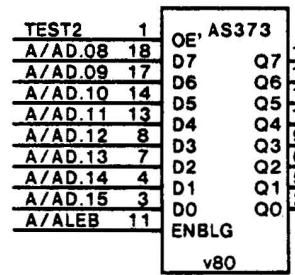 TEST2 1 OE' AS373
A/AD.08 18 D7 Q7
A/AD.09 17 D6 Q6
A/AD.10 14 D5 Q5
A/AD.11 13 D4 Q4
A/AD.12 8 D3 Q3
A/AD.13 7 D2 Q2
A/AD.14 4 D1 Q1
A/AD.15 3 D0 Q0
A/ALEB 11 ENBLG
v80